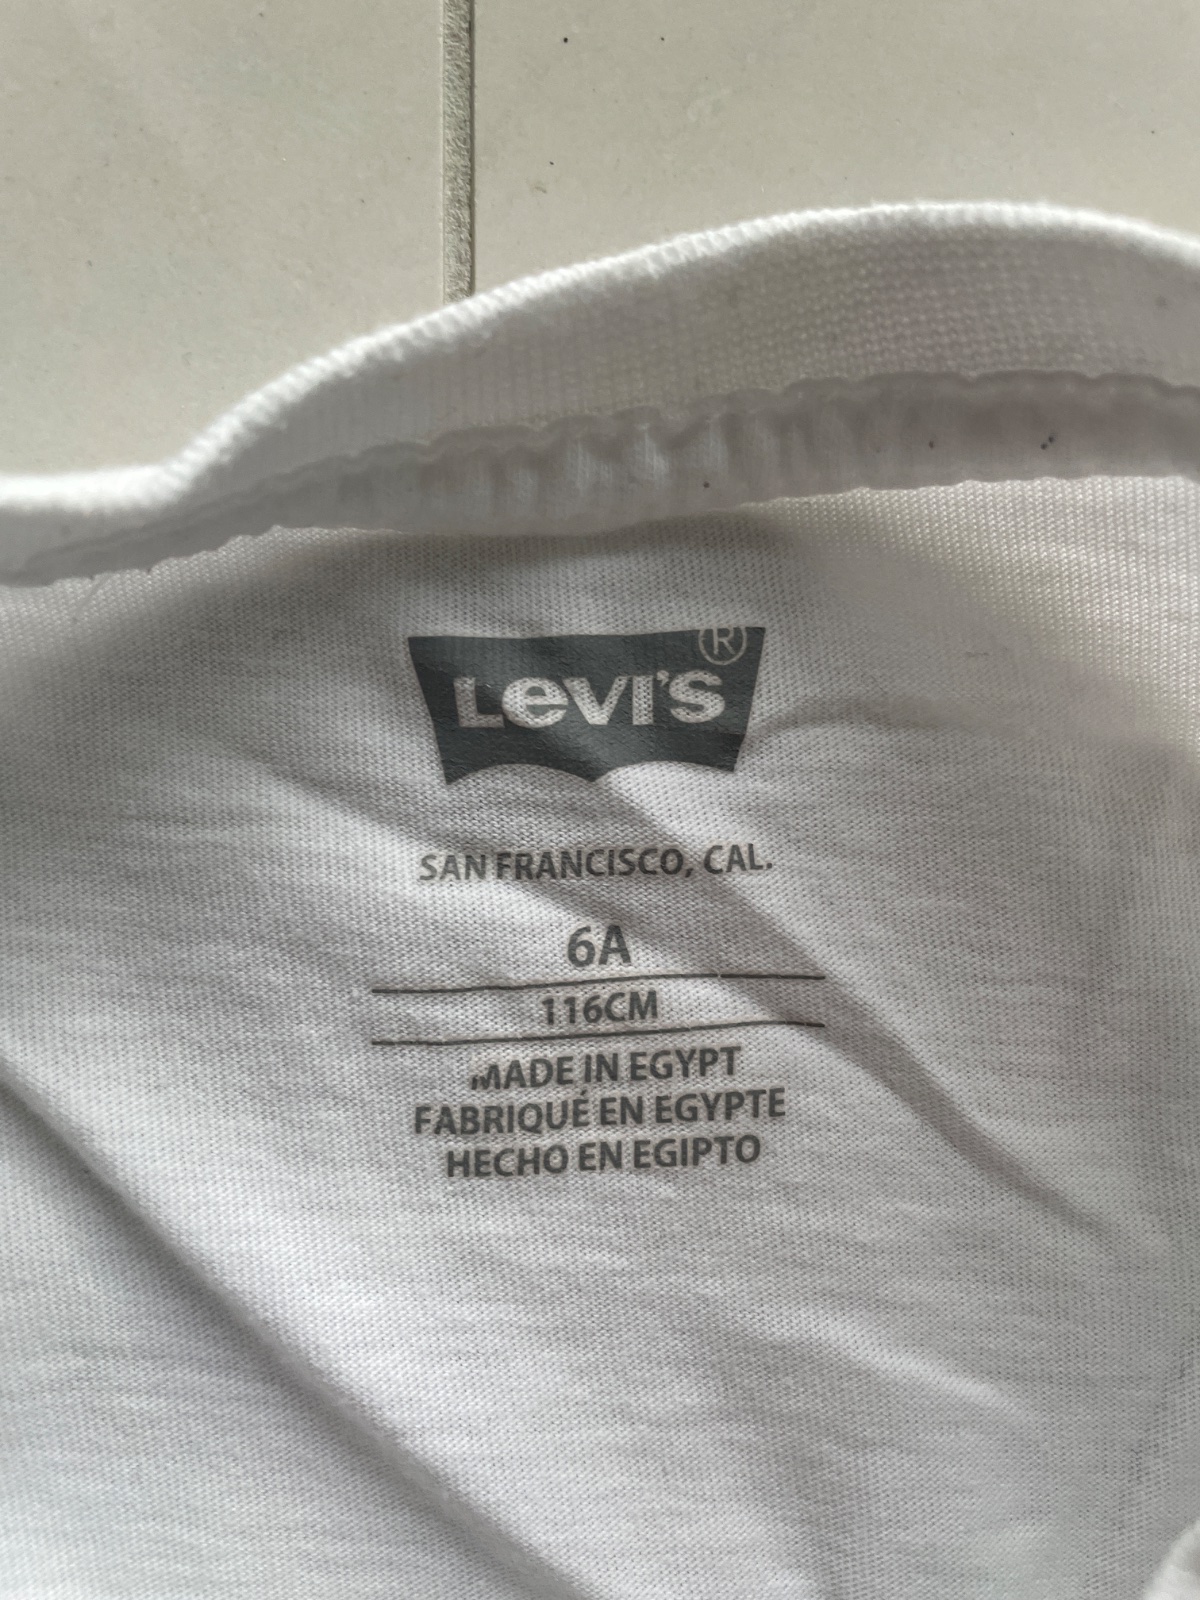 LEVI'S®
SAN FRANCISCO, CAL.
6A
116CM
MADE IN EGYPT
FABRIQUÉ EN EGYPTE
HECHO EN EGIPTO